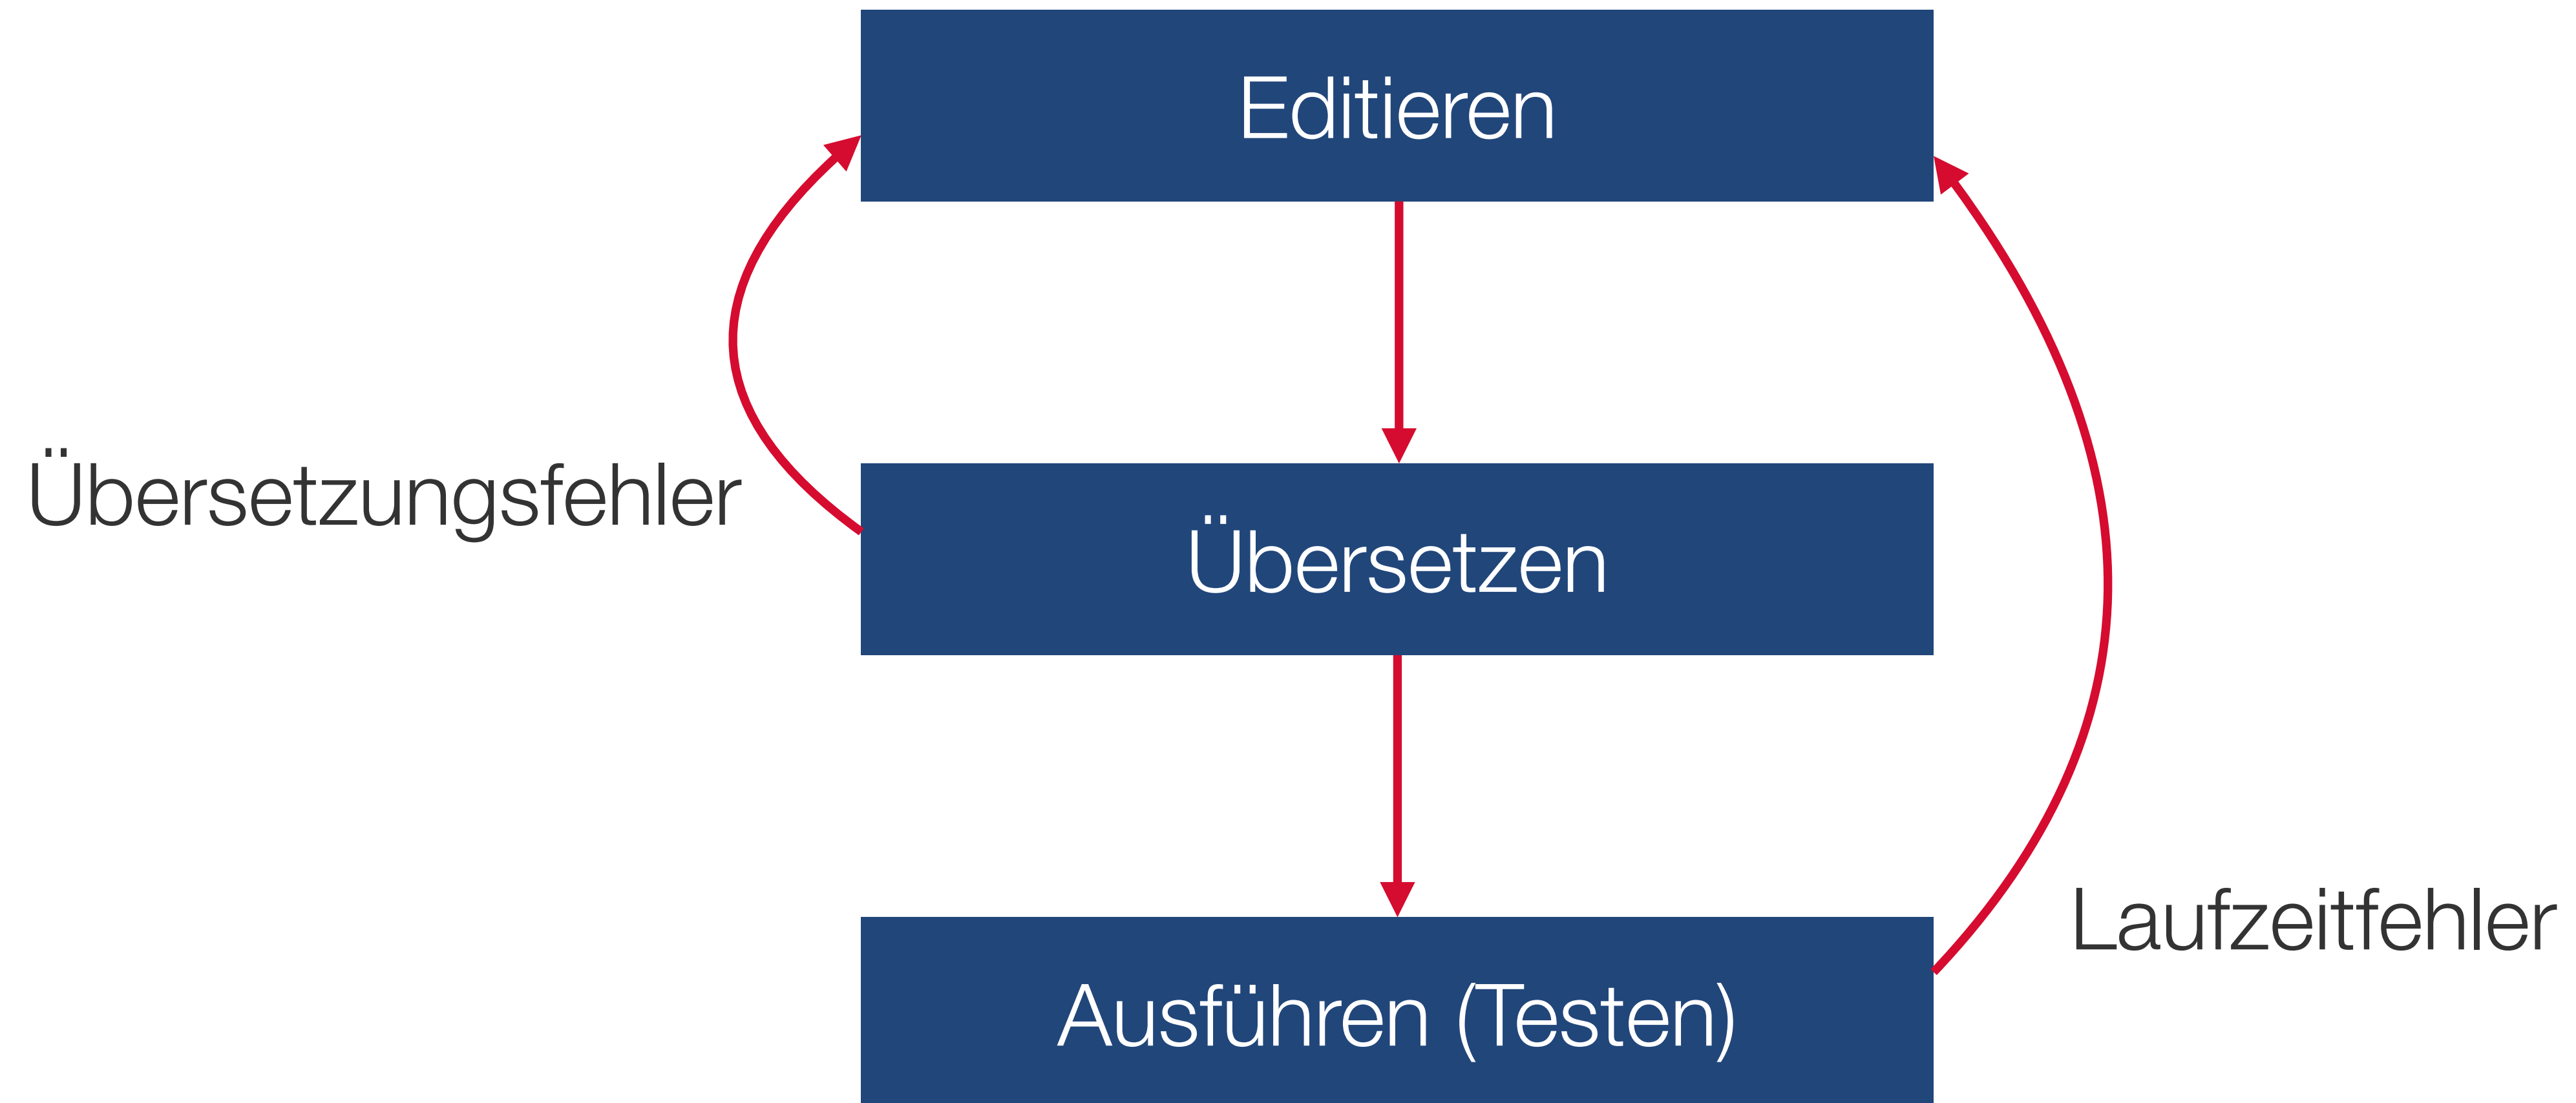 Editieren
Übersetzungsfehler
Übersetzen
Laufzeitfehler
Ausführen (Testen)